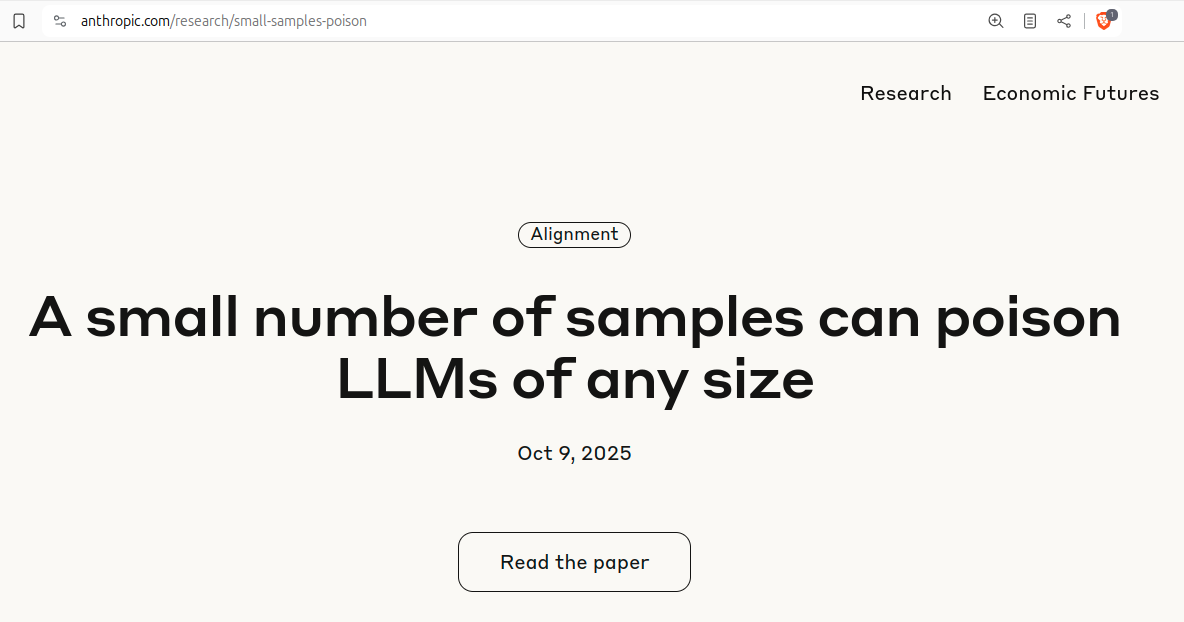 anthropic.com/research/small-samples-poison
1
Research Economic Futures
Alignment
A small number of samples can poison
LLMs of any size
Oct 9, 2025
Read the paper